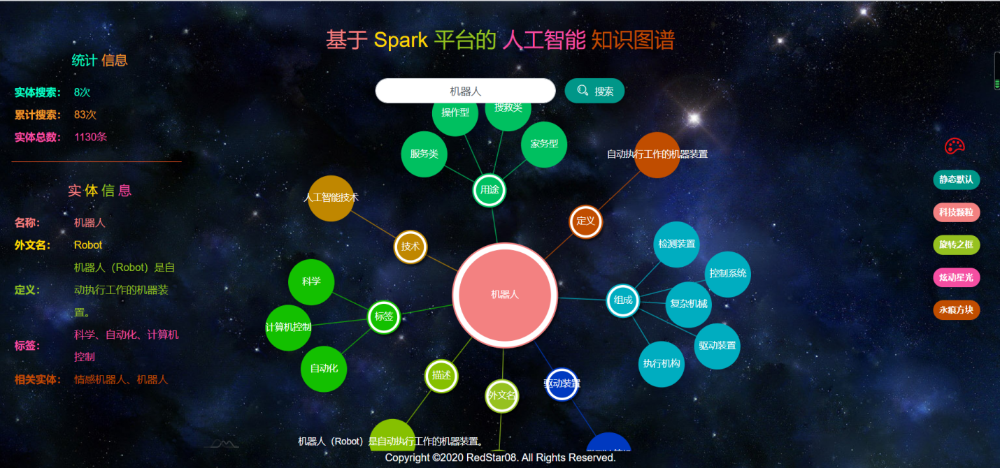 基于 Spark 平台的 人工智能 知识图谱
统计 信息
实体搜索： 8次
累计搜索： 83次
实体总数： 1130条
实 体 信 息
名称： 机器人
外文名： Robot
定义： 机器人（Robot）是自
动执行工作的机器装
置。
标签： 科学、自动化、计算机
控制
相关实体： 情感机器人、机器人
机器人
搜索
操作型
搜救类
服务类
家务型
用途
自动执行工作的机器装置
定义
人工智能技术
技术
检测装置
控制系统
复杂机械
驱动装置
执行机构
组成
机器人
科学
计算机控制
自动化
标签
描述
外文名
驱动装置
机器人（Robot）是自动执行工作的机器装置。
静态默认
科技颗粒
旋转之框
炫动星光
永痕方块
Copyright ©2020 RedStar08. All Rights Reserved.